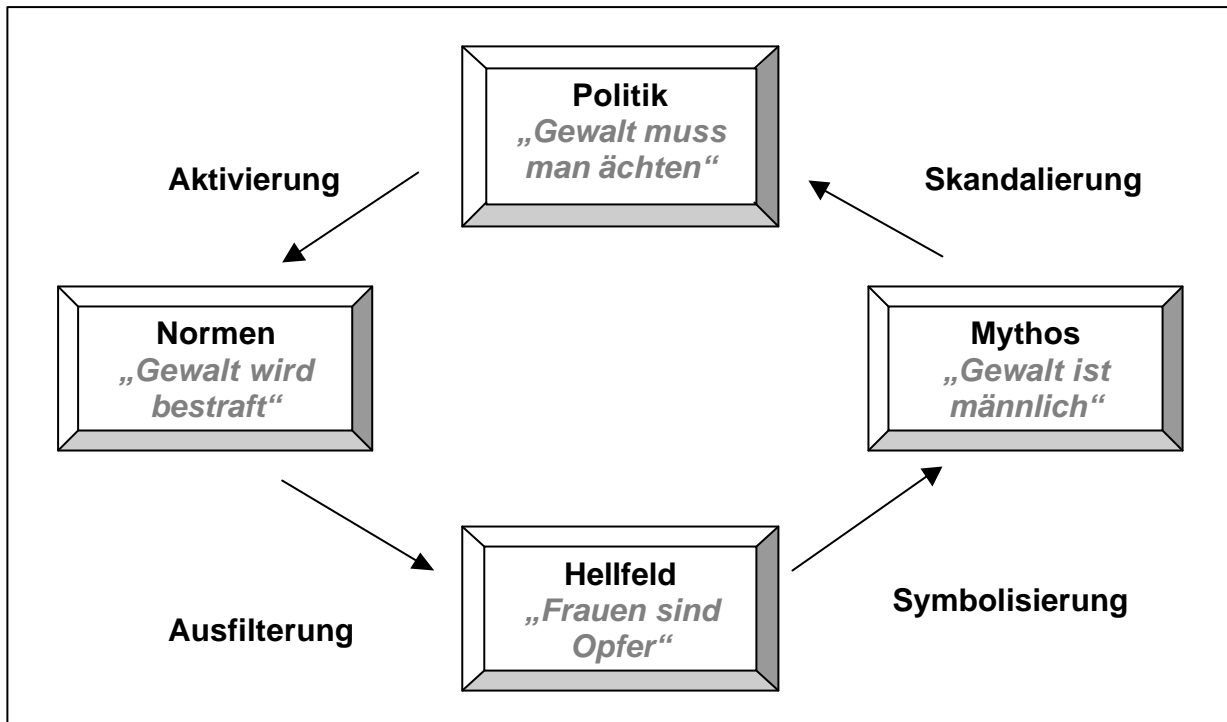 Politik
„Gewalt muss
man ächten“
Aktivierung
Skandalierung
Normen
„Gewalt wird
bestraft“
Mythos
„Gewalt ist
männlich“
Hellfeld
„Frauen sind
Opfer“
Ausfilterung
Symbolisierung